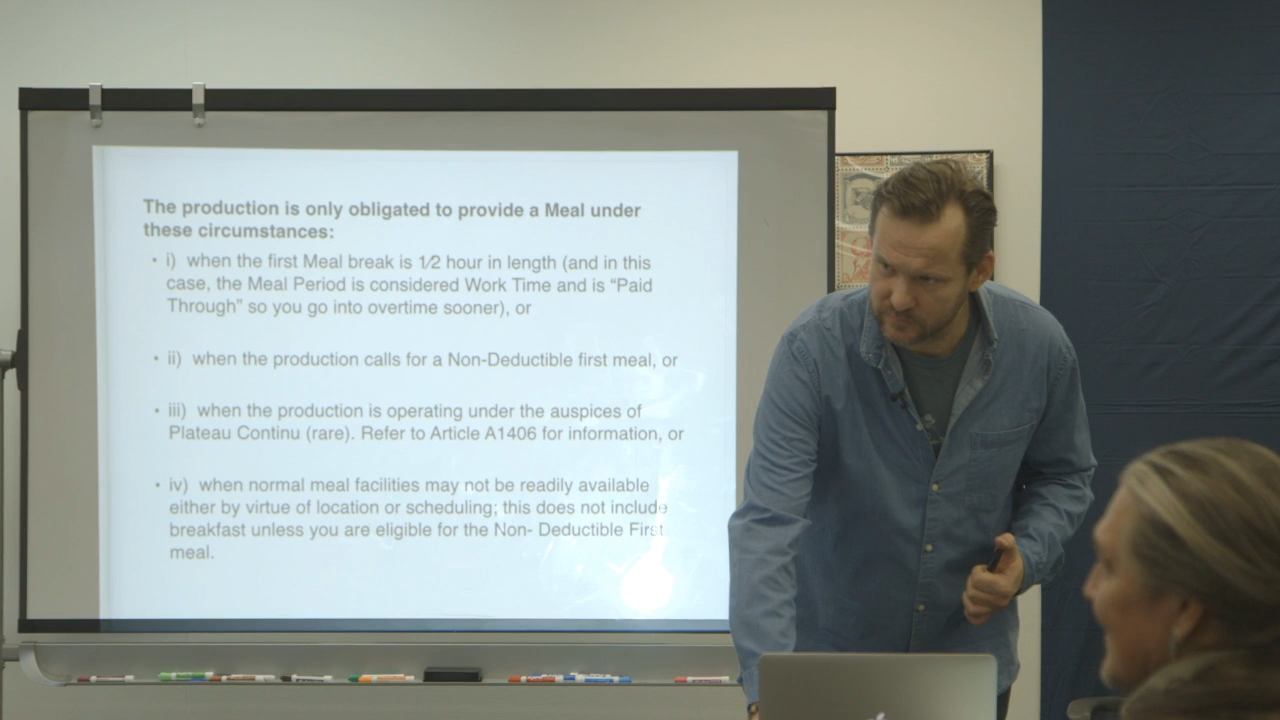 The production is only obligated to provide a Meal under
these circumstances:
• i) when the first Meal break is 1⁄2 hour in length (and in this
case, the Meal Period is considered Work Time and is “Paid
Through” so you go into overtime sooner), or
• ii) when the production calls for a Non-Deductible first meal, or
• iii) when the production is operating under the auspices of
Plateau Continu (rare). Refer to Article A1406 for information, or
• iv) when normal meal facilities may not be readily available
either by virtue of location or scheduling; this does not include
breakfast unless you are eligible for the Non- Deductible First
meal.